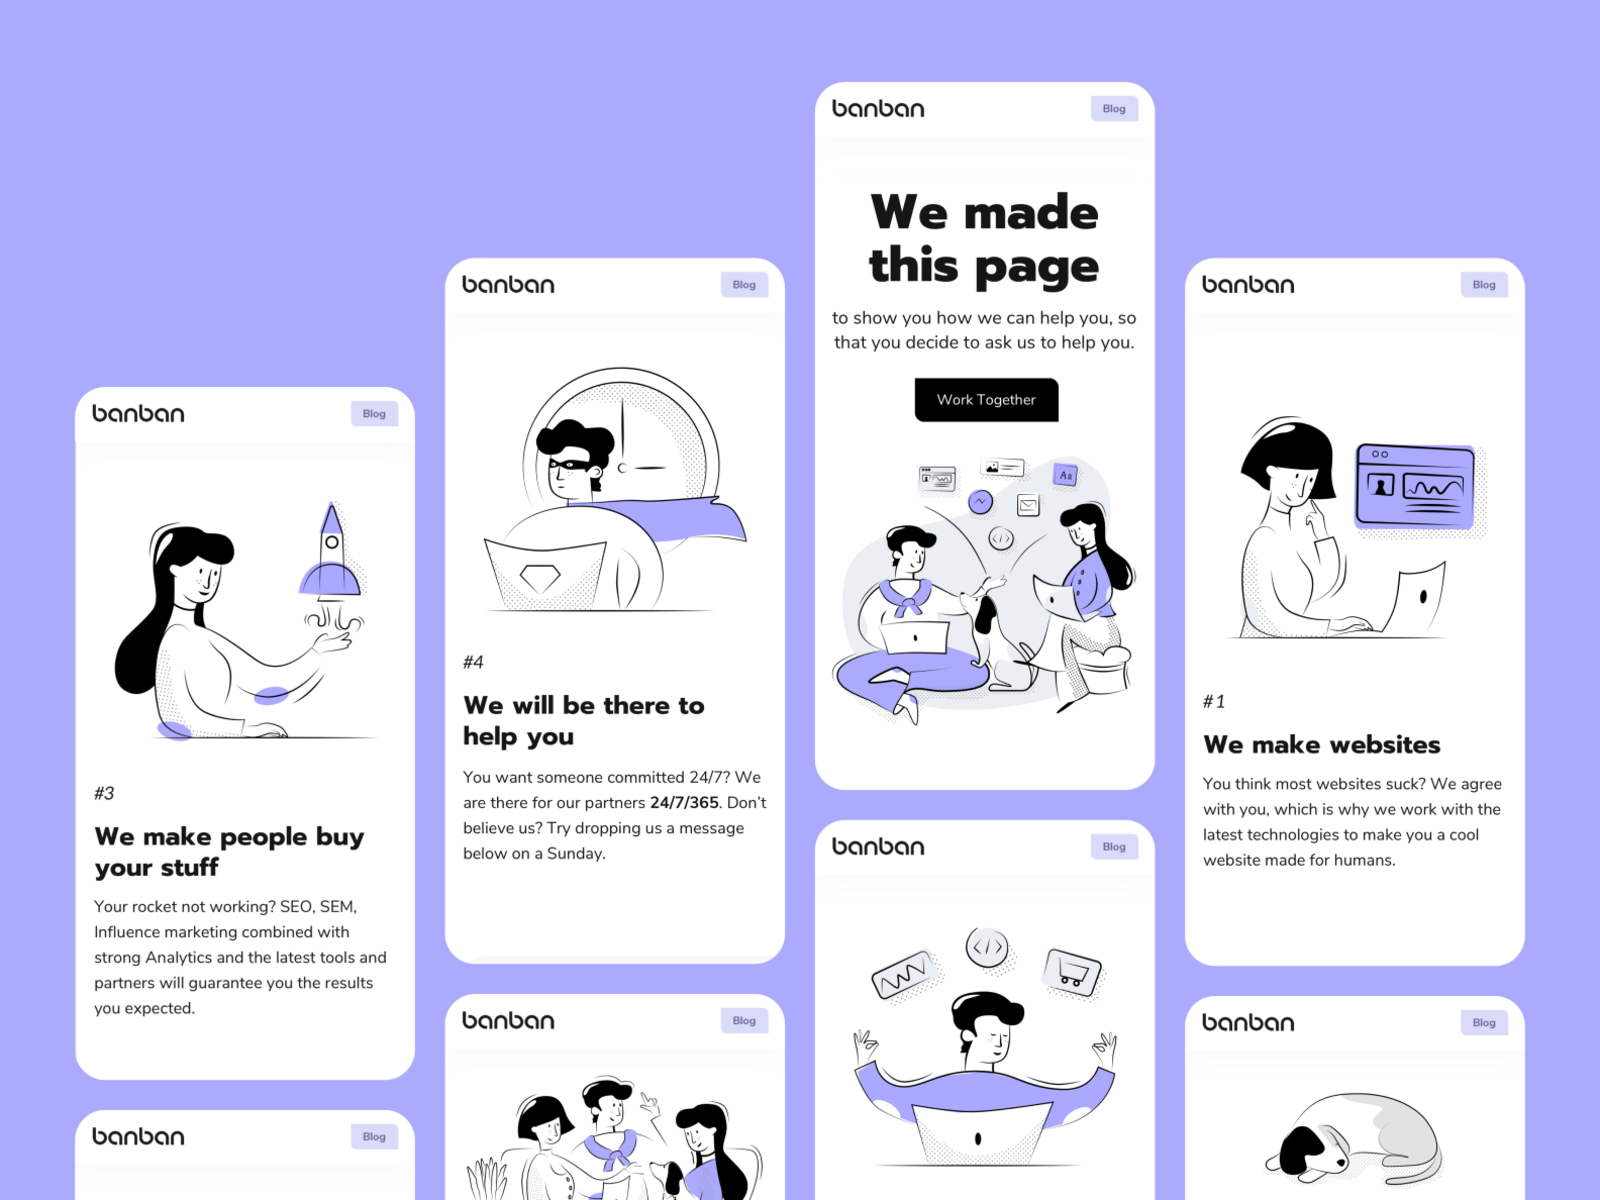 banban
Blog
#3
We make people buy
your stuff
Your rocket not working? SEO, SEM,
Influence marketing combined with
strong Analytics and the latest tools and
partners will guarantee you the results
you expected.
banban
Blog
banban
Blog
#4
We will be there to
help you
You want someone committed 24/7? We
are there for our partners 24/7/365. Don't
believe us? Try dropping us a message
below on a Sunday.
banban
Blog
banban
Blog
We made
this page
to show you how we can help you, so
that you decide to ask us to help you.
Work Together
Aa
</>
banban
Blog
</>
banban
Blog
#1
We make websites
You think most websites suck? We agree
with you, which is why we work with the
latest technologies to make you a cool
website made for humans.
banban
Blog